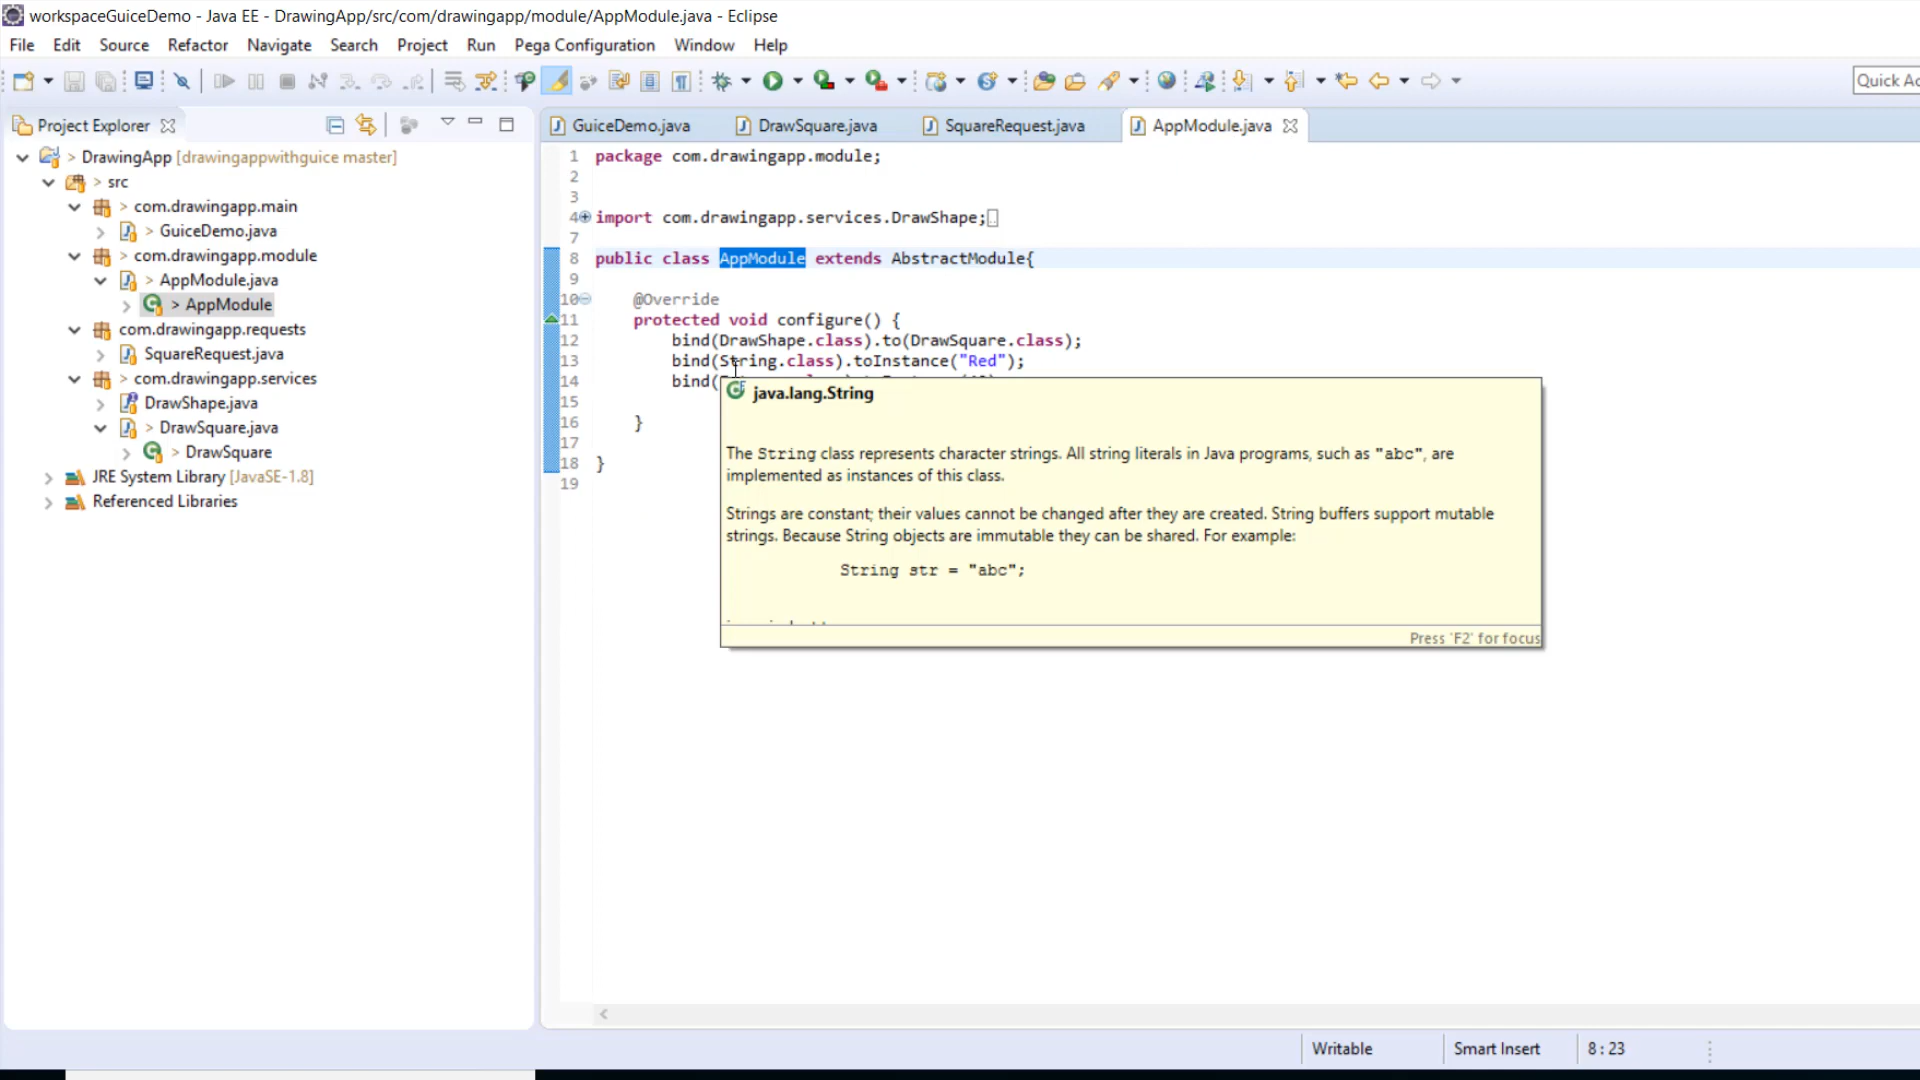 workspaceGuiceDemo - Java EE - DrawingApp/src/com/drawingapp/module/AppModule.java - Eclipse
File Edit Source Refactor Navigate Search Project Run Pega Configuration Window Help
Quick Ac
Project Explorer
GuiceDemo.java DrawSquare.java SquareRequest.java AppModule.java
> DrawingApp [drawingappwithguice master]
> src
> com.drawingapp.main
> GuiceDemo.java
> com.drawingapp.module
> AppModule.java
> AppModule
com.drawingapp.requests
SquareRequest.java
> com.drawingapp.services
DrawShape.java
> DrawSquare.java
> DrawSquare
JRE System Library [JavaSE-1.8]
Referenced Libraries
1 package com.drawingapp.module;
2
3
4 import com.drawingapp.services.DrawShape;
7
8 public class AppModule extends AbstractModule{
9
10 @Override
11 protected void configure() {
12 bind(DrawShape.class).to(DrawSquare.class);
13 bind(String.class).toInstance("Red");
14 bind(
15
16 }
17
18 }
19
java.lang.String
The String class represents character strings. All string literals in Java programs, such as "abc", are
implemented as instances of this class.
Strings are constant; their values cannot be changed after they are created. String buffers support mutable
strings. Because String objects are immutable they can be shared. For example:
String str = "abc";
Press 'F2' for focus
Writable Smart Insert 8 : 23